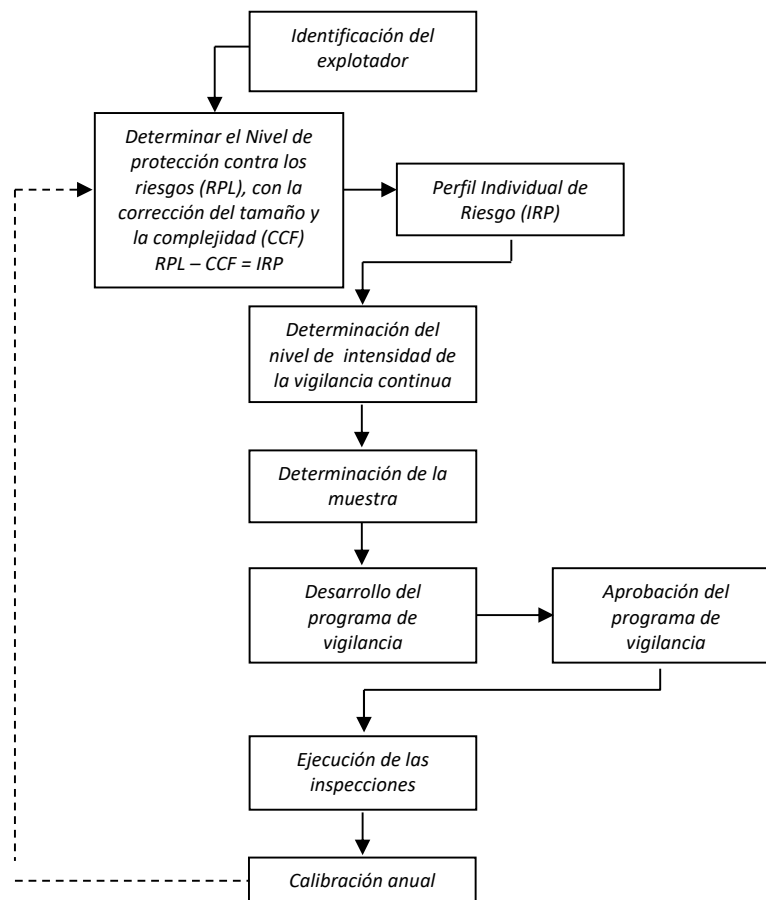 Identificación del
explotador
Determinar el Nivel de
protección contra los
riesgos (RPL), con la
corrección del tamaño y
la complejidad (CCF)
RPL – CCF = IRP
Perfil Individual de
Riesgo (IRP)
Determinación del
nivel de intensidad de
la vigilancia continua
Determinación de la
muestra
Desarrollo del
programa de
vigilancia
Aprobación del
programa de
vigilancia
Ejecución de las
inspecciones
Calibración anual